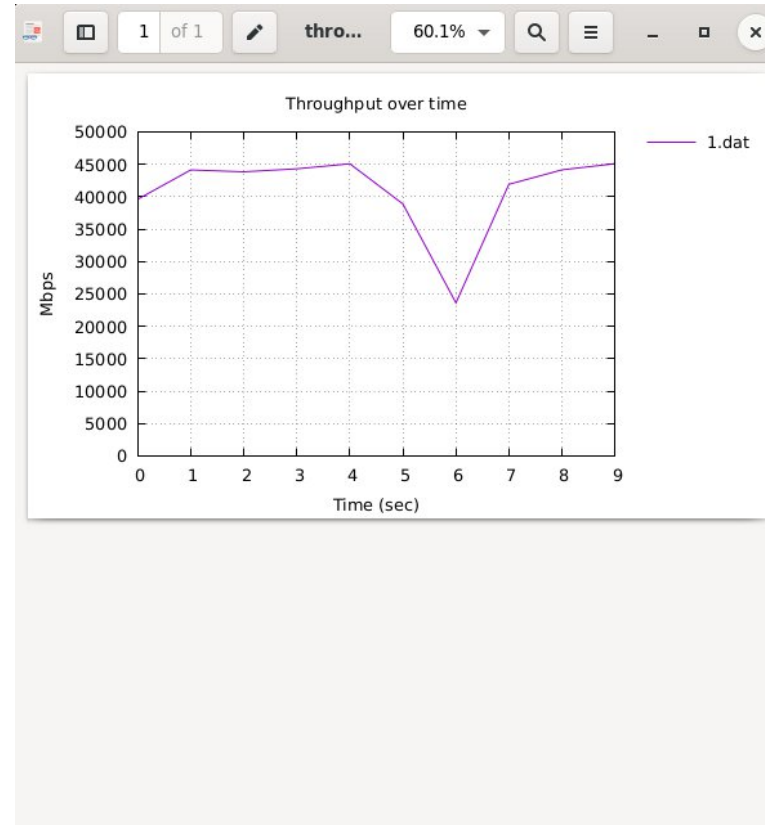 1 of 1 thro... 60.1%
Throughput over time
1.dat
50000
45000
40000
35000
30000
25000
20000
15000
10000
5000
0
Mbps
0 1 2 3 4 5 6 7 8 9
Time (sec)